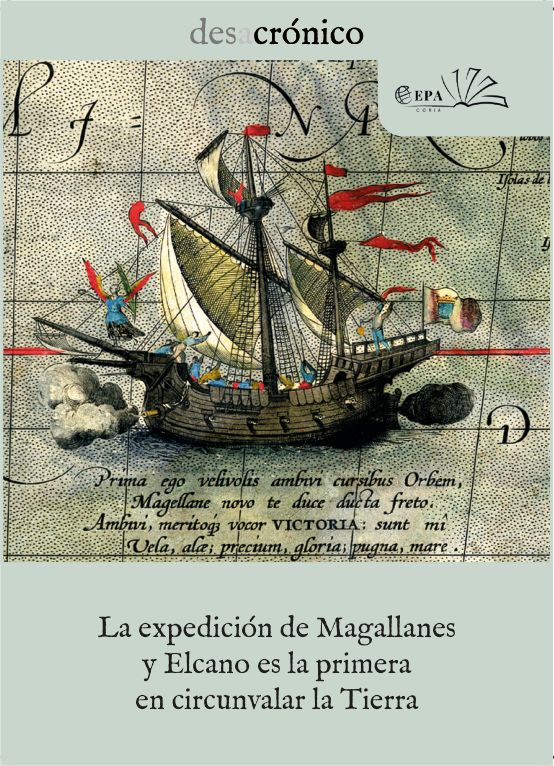 desacrónico
EPA
CORIA
Iſolas de
Prima ego velivolis ambivi cursibus Orbem,
Magellane novo te duce ducta freto.
Ambivi, meritoq; vocor VICTORIA: sunt mî
Vela, alæ; precium, gloria; pugna, mare.
D
La expedición de Magallanes
y Elcano es la primera
en circunvalar la Tierra